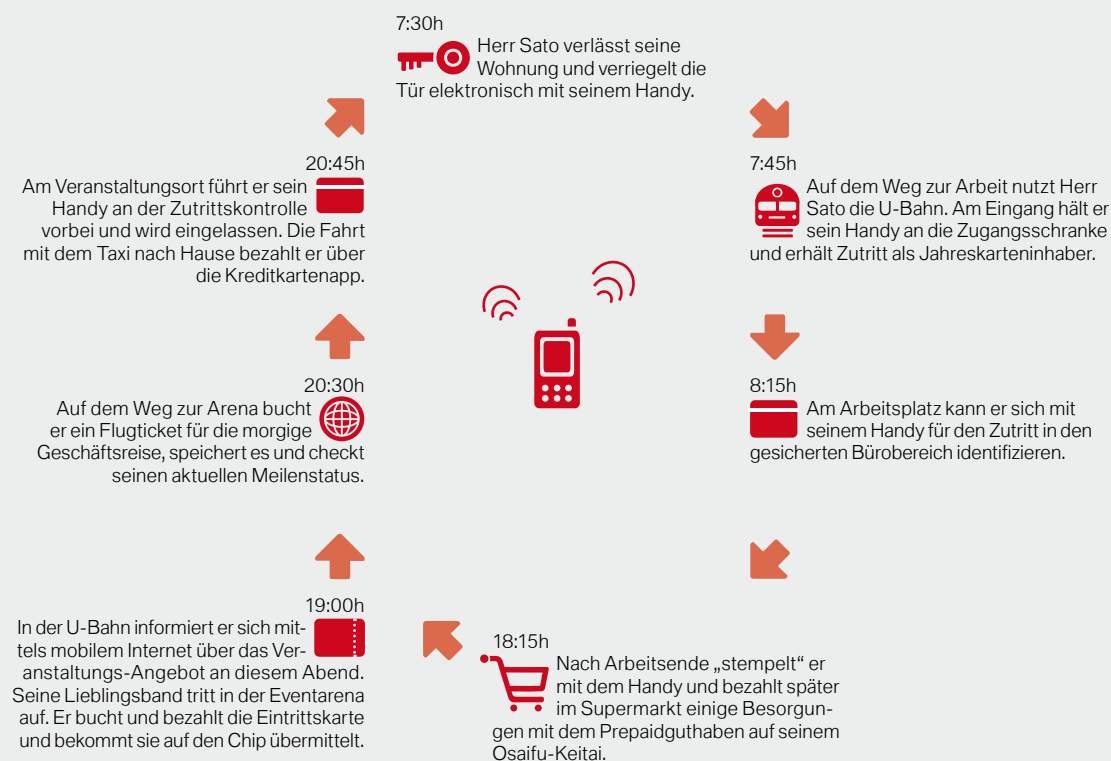 7:30h
Herr Sato verlässt seine
Wohnung und verriegelt die
Tür elektronisch mit seinem Handy.
7:45h
Auf dem Weg zur Arbeit nutzt Herr
Sato die U-Bahn. Am Eingang hält er
sein Handy an die Zugangsschranke
und erhält Zutritt als Jahreskarteninhaber.
8:15h
Am Arbeitsplatz kann er sich mit
seinem Handy für den Zutritt in den
gesicherten Bürobereich identifizieren.
18:15h
Nach Arbeitsende „stempelt“ er
mit dem Handy und bezahlt später
im Supermarkt einige Besorgun-
gen mit dem Prepaidguthaben auf seinem
Osaifu-Keitai.
19:00h
In der U-Bahn informiert er sich mit-
tels mobilem Internet über das Ver-
anstaltungs-Angebot an diesem Abend.
Seine Lieblingsband tritt in der Eventarena
auf. Er bucht und bezahlt die Eintrittskarte
und bekommt sie auf den Chip übermittelt.
20:30h
Auf dem Weg zur Arena bucht
er ein Flugticket für die morgige
Geschäftsreise, speichert es und checkt
seinen aktuellen Meilenstatus.
20:45h
Am Veranstaltungsort führt er sein
Handy an der Zutrittskontrolle
vorbei und wird eingelassen. Die Fahrt
mit dem Taxi nach Hause bezahlt er über
die Kreditkartenapp.